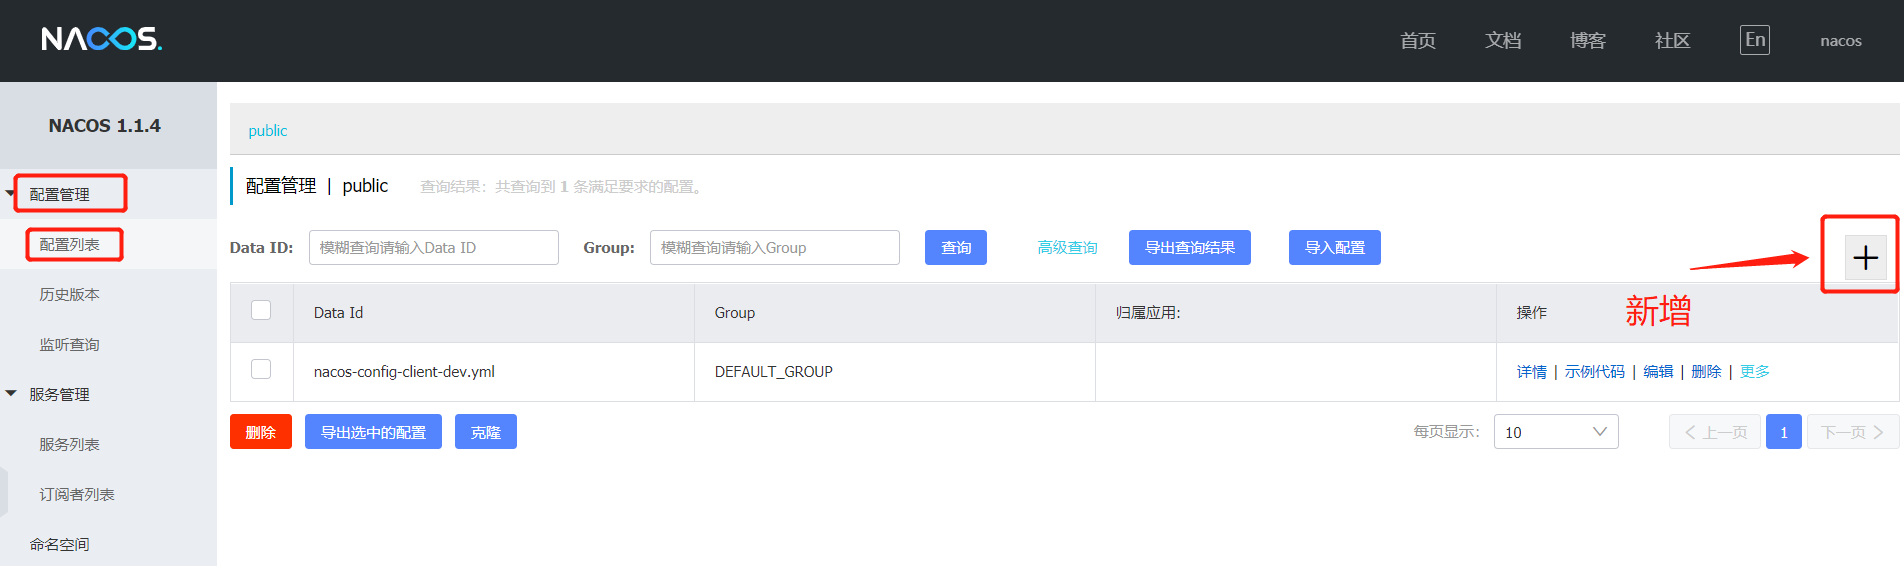 NACOS.
首页 文档 博客 社区 En nacos
NACOS 1.1.4
public
配置管理
配置列表
历史版本
监听查询
服务管理
服务列表
订阅者列表
命名空间
配置管理 | public 查询结果：共查询到 1 条满足要求的配置。
Data ID: 模糊查询请输入Data ID Group: 模糊查询请输入Group 查询 高级查询 导出查询结果 导入配置 +
新增
Data Id Group 归属应用: 操作
nacos-config-client-dev.yml DEFAULT_GROUP 详情 | 示例代码 | 编辑 | 删除 | 更多
删除 导出选中的配置 克隆 每页显示： 10 上一页 1 下一页